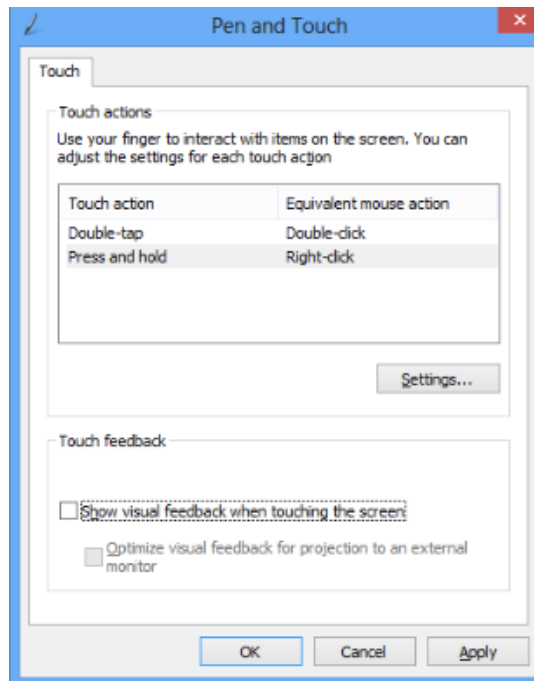 Pen and Touch
Touch
Touch actions
Use your finger to interact with items on the screen. You can
adjust the settings for each touch action
Touch action Equivalent mouse action
Double-tap Double-click
Press and hold Right-click
Settings...
Touch feedback
Show visual feedback when touching the screen
Optimize visual feedback for projection to an external
monitor
OK Cancel Apply